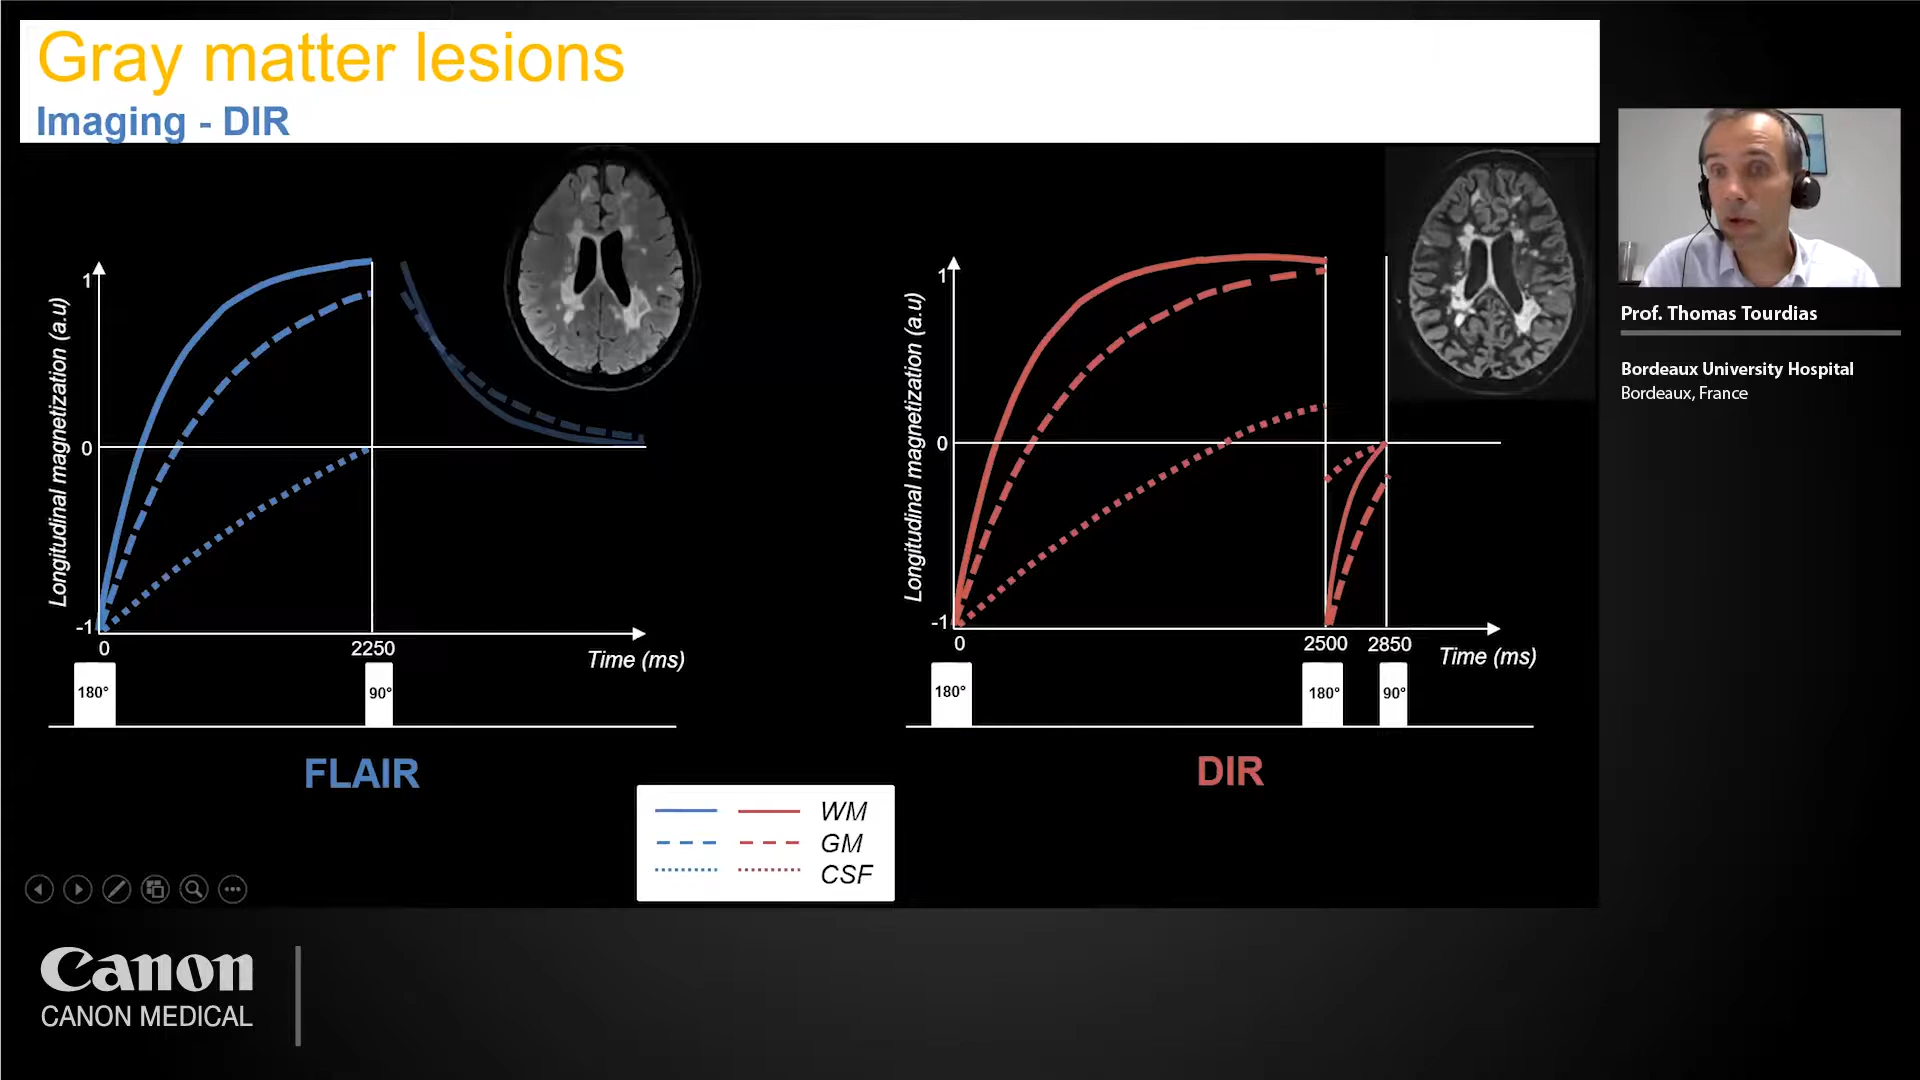 Gray matter lesions
Imaging - DIR
Longitudinal magnetization (a.u)
1
0
-1
0
2250
Time (ms)
180°
90°
FLAIR
Longitudinal magnetization (a.u)
1
0
-1
0
2500
2850
Time (ms)
180°
180°
90°
DIR
WM
GM
CSF
Prof. Thomas Tourdias
Bordeaux University Hospital
Bordeaux, France
Canon
CANON MEDICAL